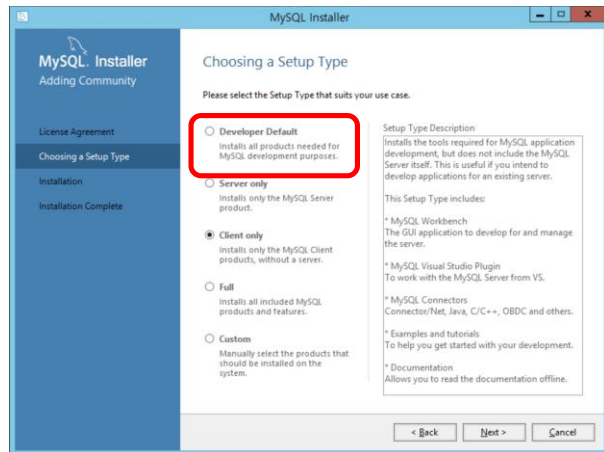 MySQL Installer
MySQL. Installer
Adding Community
License Agreement
Choosing a Setup Type
Installation
Installation Complete
Choosing a Setup Type
Please select the Setup Type that suits your use case.
Developer Default
Installs all products needed for
MySQL development purposes.
Server only
Installs only the MySQL Server
product.
Client only
Installs only the MySQL Client
products, without a server.
Full
Installs all included MySQL
products and features.
Custom
Manually select the products that
should be installed on the
system.
Setup Type Description
Installs the tools required for MySQL application
development, but does not include the MySQL
Server itself. This is useful if you intend to
develop applications for an existing server.
This Setup Type includes:
* MySQL Workbench
The GUI application to develop for and manage
the server.
* MySQL Visual Studio Plugin
To work with the MySQL Server from VS.
* MySQL Connectors
Connector/Net, Java, C/C++, OBDC and others.
* Examples and tutorials
To help you get started with your development.
* Documentation
Allows you to read the documentation offline.
< Back
Next >
Cancel